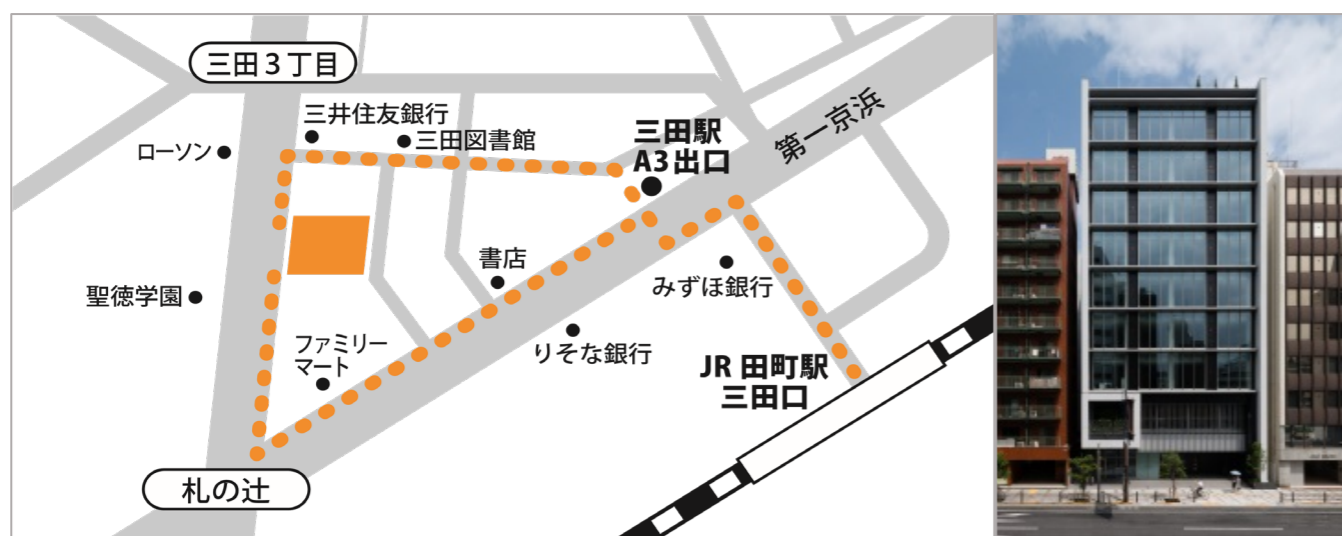 三田3丁目
三井住友銀行
ローソン
三田図書館
三田駅
A3出口
第一京浜
聖徳学園
書店
みずほ銀行
ファミリー
マート
りそな銀行
JR 田町駅
三田口
札の辻